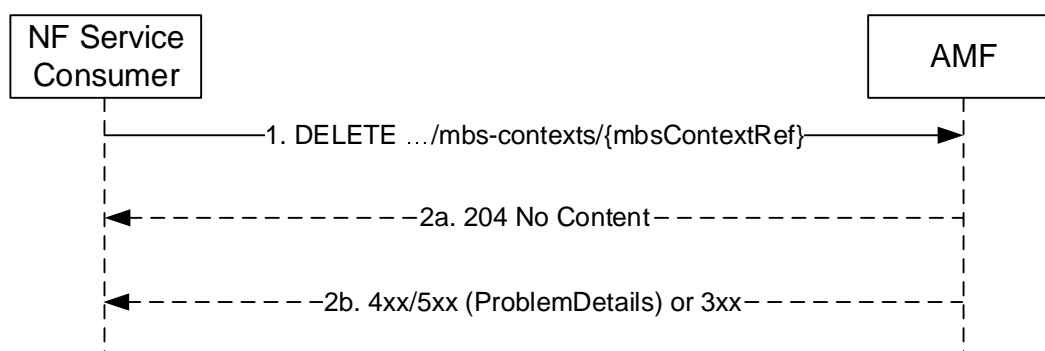 NF Service
Consumer
AMF
1. DELETE …/mbs-contexts/{mbsContextRef}
2a. 204 No Content
2b. 4xx/5xx (ProblemDetails) or 3xx